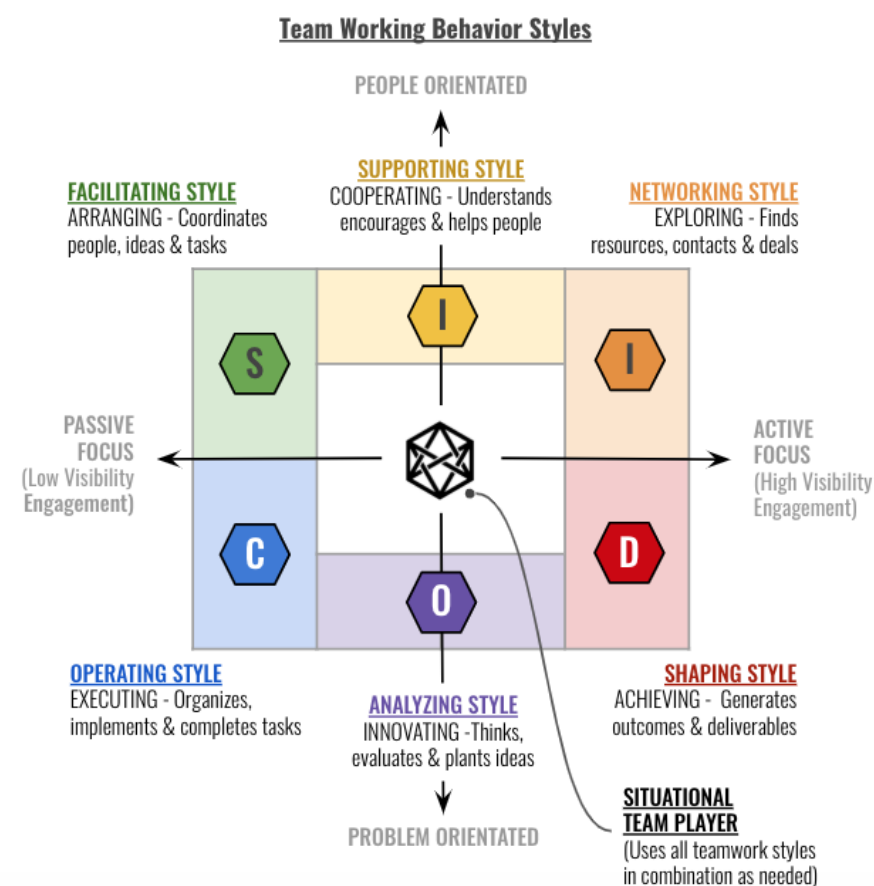 Team Working Behavior Styles
PEOPLE ORIENTATED
FACILITATING STYLE
ARRANGING - Coordinates
people, ideas & tasks
SUPPORTING STYLE
COOPERATING - Understands
encourages & helps people
NETWORKING STYLE
EXPLORING - Finds
resources, contacts & deals
S
I
I
PASSIVE
FOCUS
(Low Visibility
Engagement)
ACTIVE
FOCUS
(High Visibility
Engagement)
C
O
D
OPERATING STYLE
EXECUTING - Organizes,
implements & completes tasks
ANALYZING STYLE
INNOVATING -Thinks,
evaluates & plants ideas
SHAPING STYLE
ACHIEVING - Generates
outcomes & deliverables
PROBLEM ORIENTATED
SITUATIONAL
TEAM PLAYER
(Uses all teamwork styles
in combination as needed)